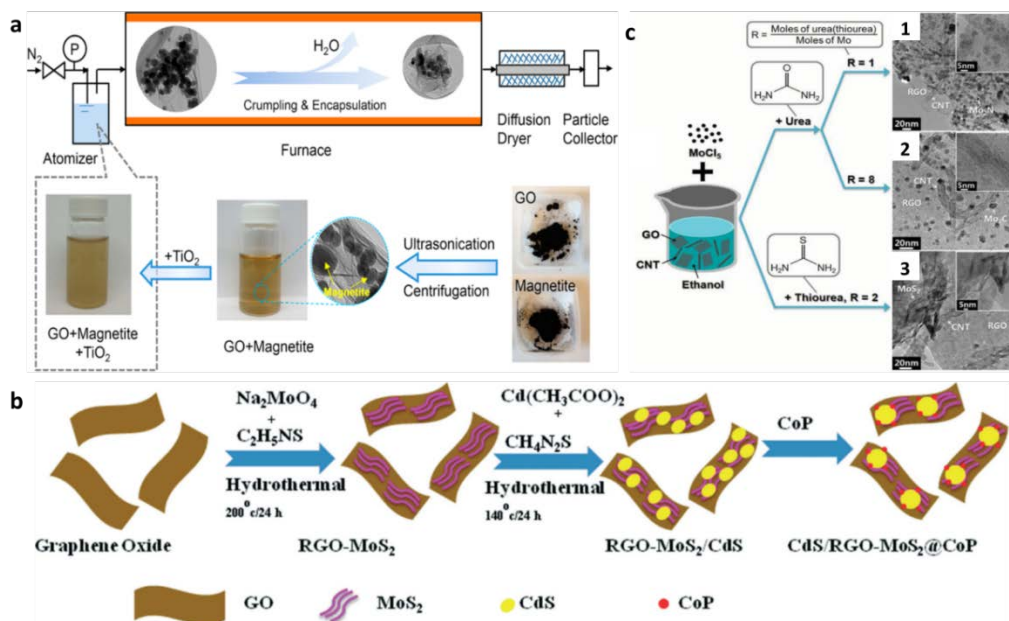 a
N2
P
H2O
Crumpling & Encapsulation
Atomizer
Furnace
Diffusion
Dryer
Particle
Collector
+TiO2
GO+Magnetite
+TiO2
Magnetite
GO+Magnetite
Ultrasonication
Centrifugation
GO
Magnetite
c
R = Moles of urea(thiourea)
Moles of Mo
MoCl5
+
GO
CNT
Ethanol
O
H2N NH2
+ Urea
R = 1
R = 8
S
H2N NH2
+ Thiourea, R = 2
1
5nm
RGO
CNT
Mo2N
20nm
2
5nm
CNT
RGO
Mo2C
20nm
3
5nm
MoS2
CNT
RGO
20nm
b
Na2MoO4
+
C2H5NS
Hydrothermal
200°c/24 h
Cd(CH3COO)2
+
CH4N2S
Hydrothermal
140°c/24 h
CoP
Graphene Oxide
RGO-MoS2
RGO-MoS2/CdS
CdS/RGO-MoS2@CoP
GO
MoS2
CdS
CoP